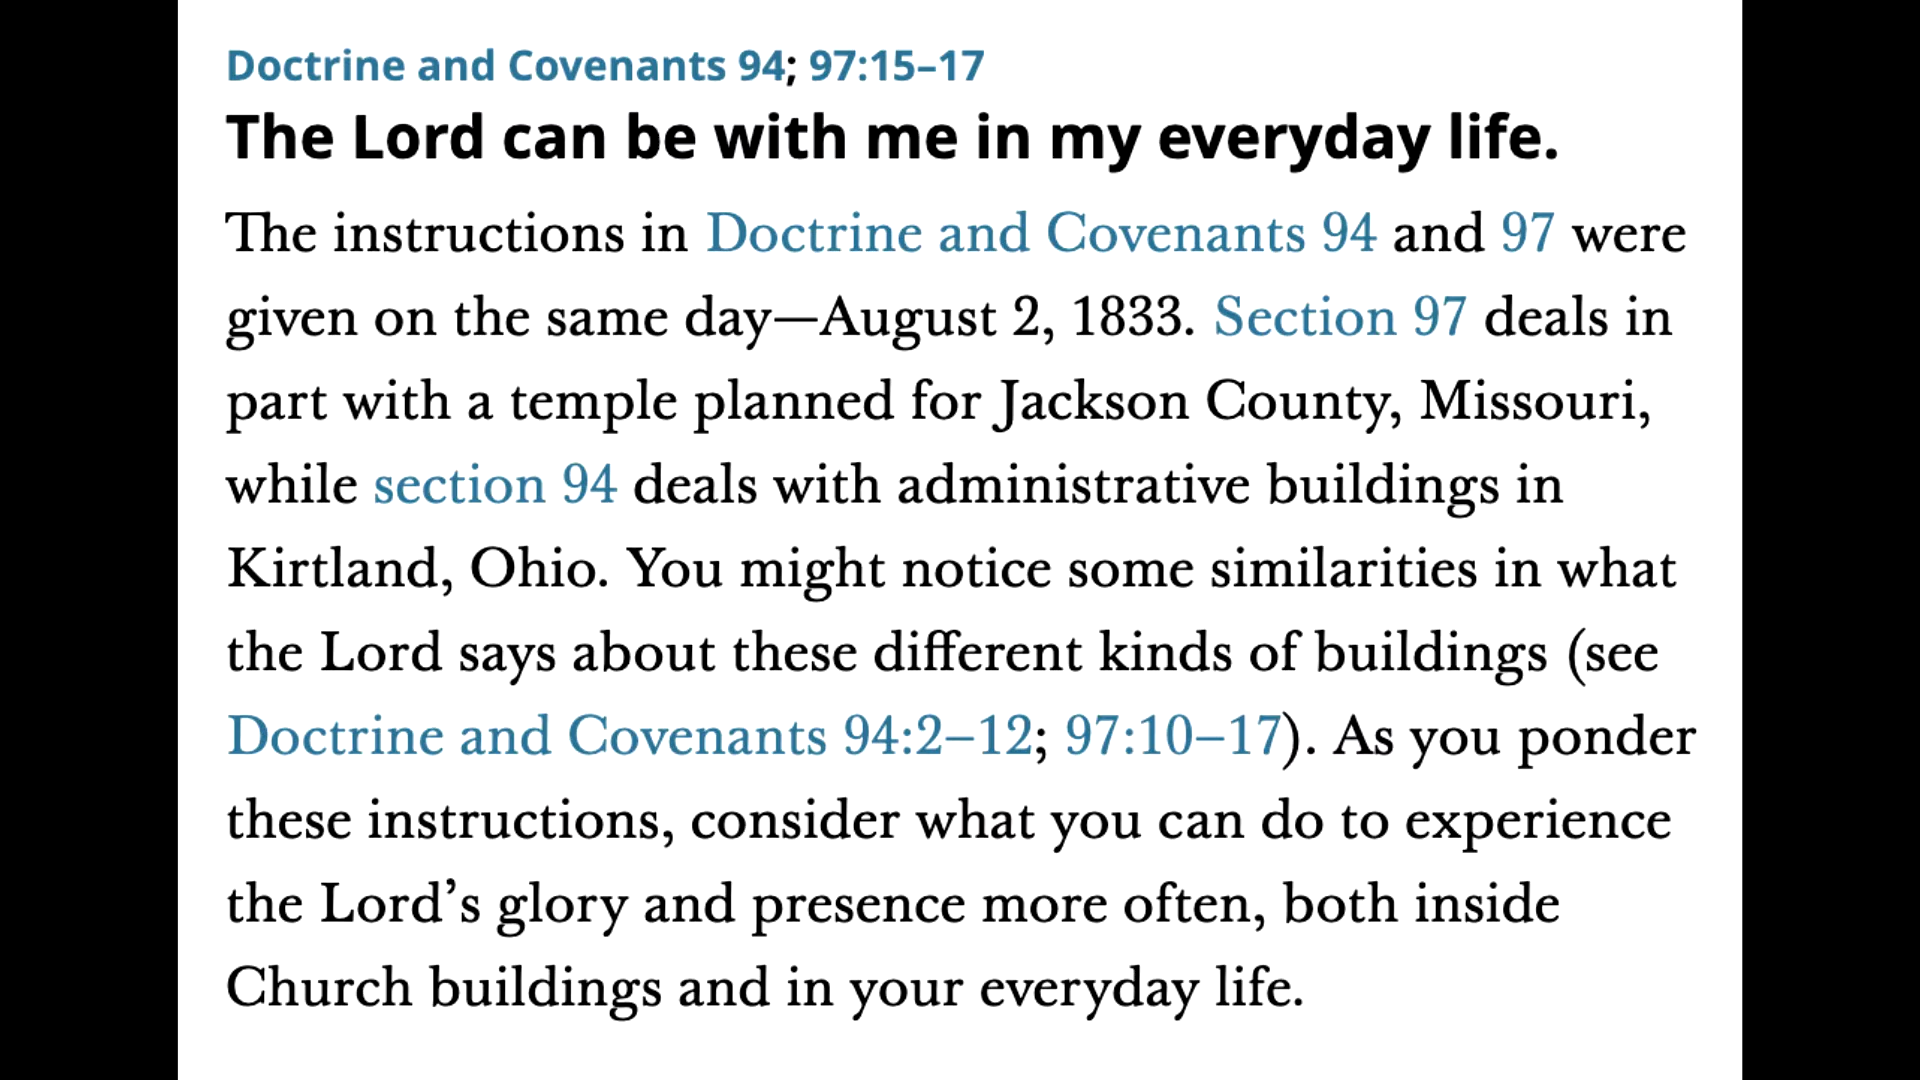 Doctrine and Covenants 94; 97:15–17
The Lord can be with me in my everyday life.
The instructions in Doctrine and Covenants 94 and 97 were
given on the same day—August 2, 1833. Section 97 deals in
part with a temple planned for Jackson County, Missouri,
while section 94 deals with administrative buildings in
Kirtland, Ohio. You might notice some similarities in what
the Lord says about these different kinds of buildings (see
Doctrine and Covenants 94:2–12; 97:10–17). As you ponder
these instructions, consider what you can do to experience
the Lord’s glory and presence more often, both inside
Church buildings and in your everyday life.